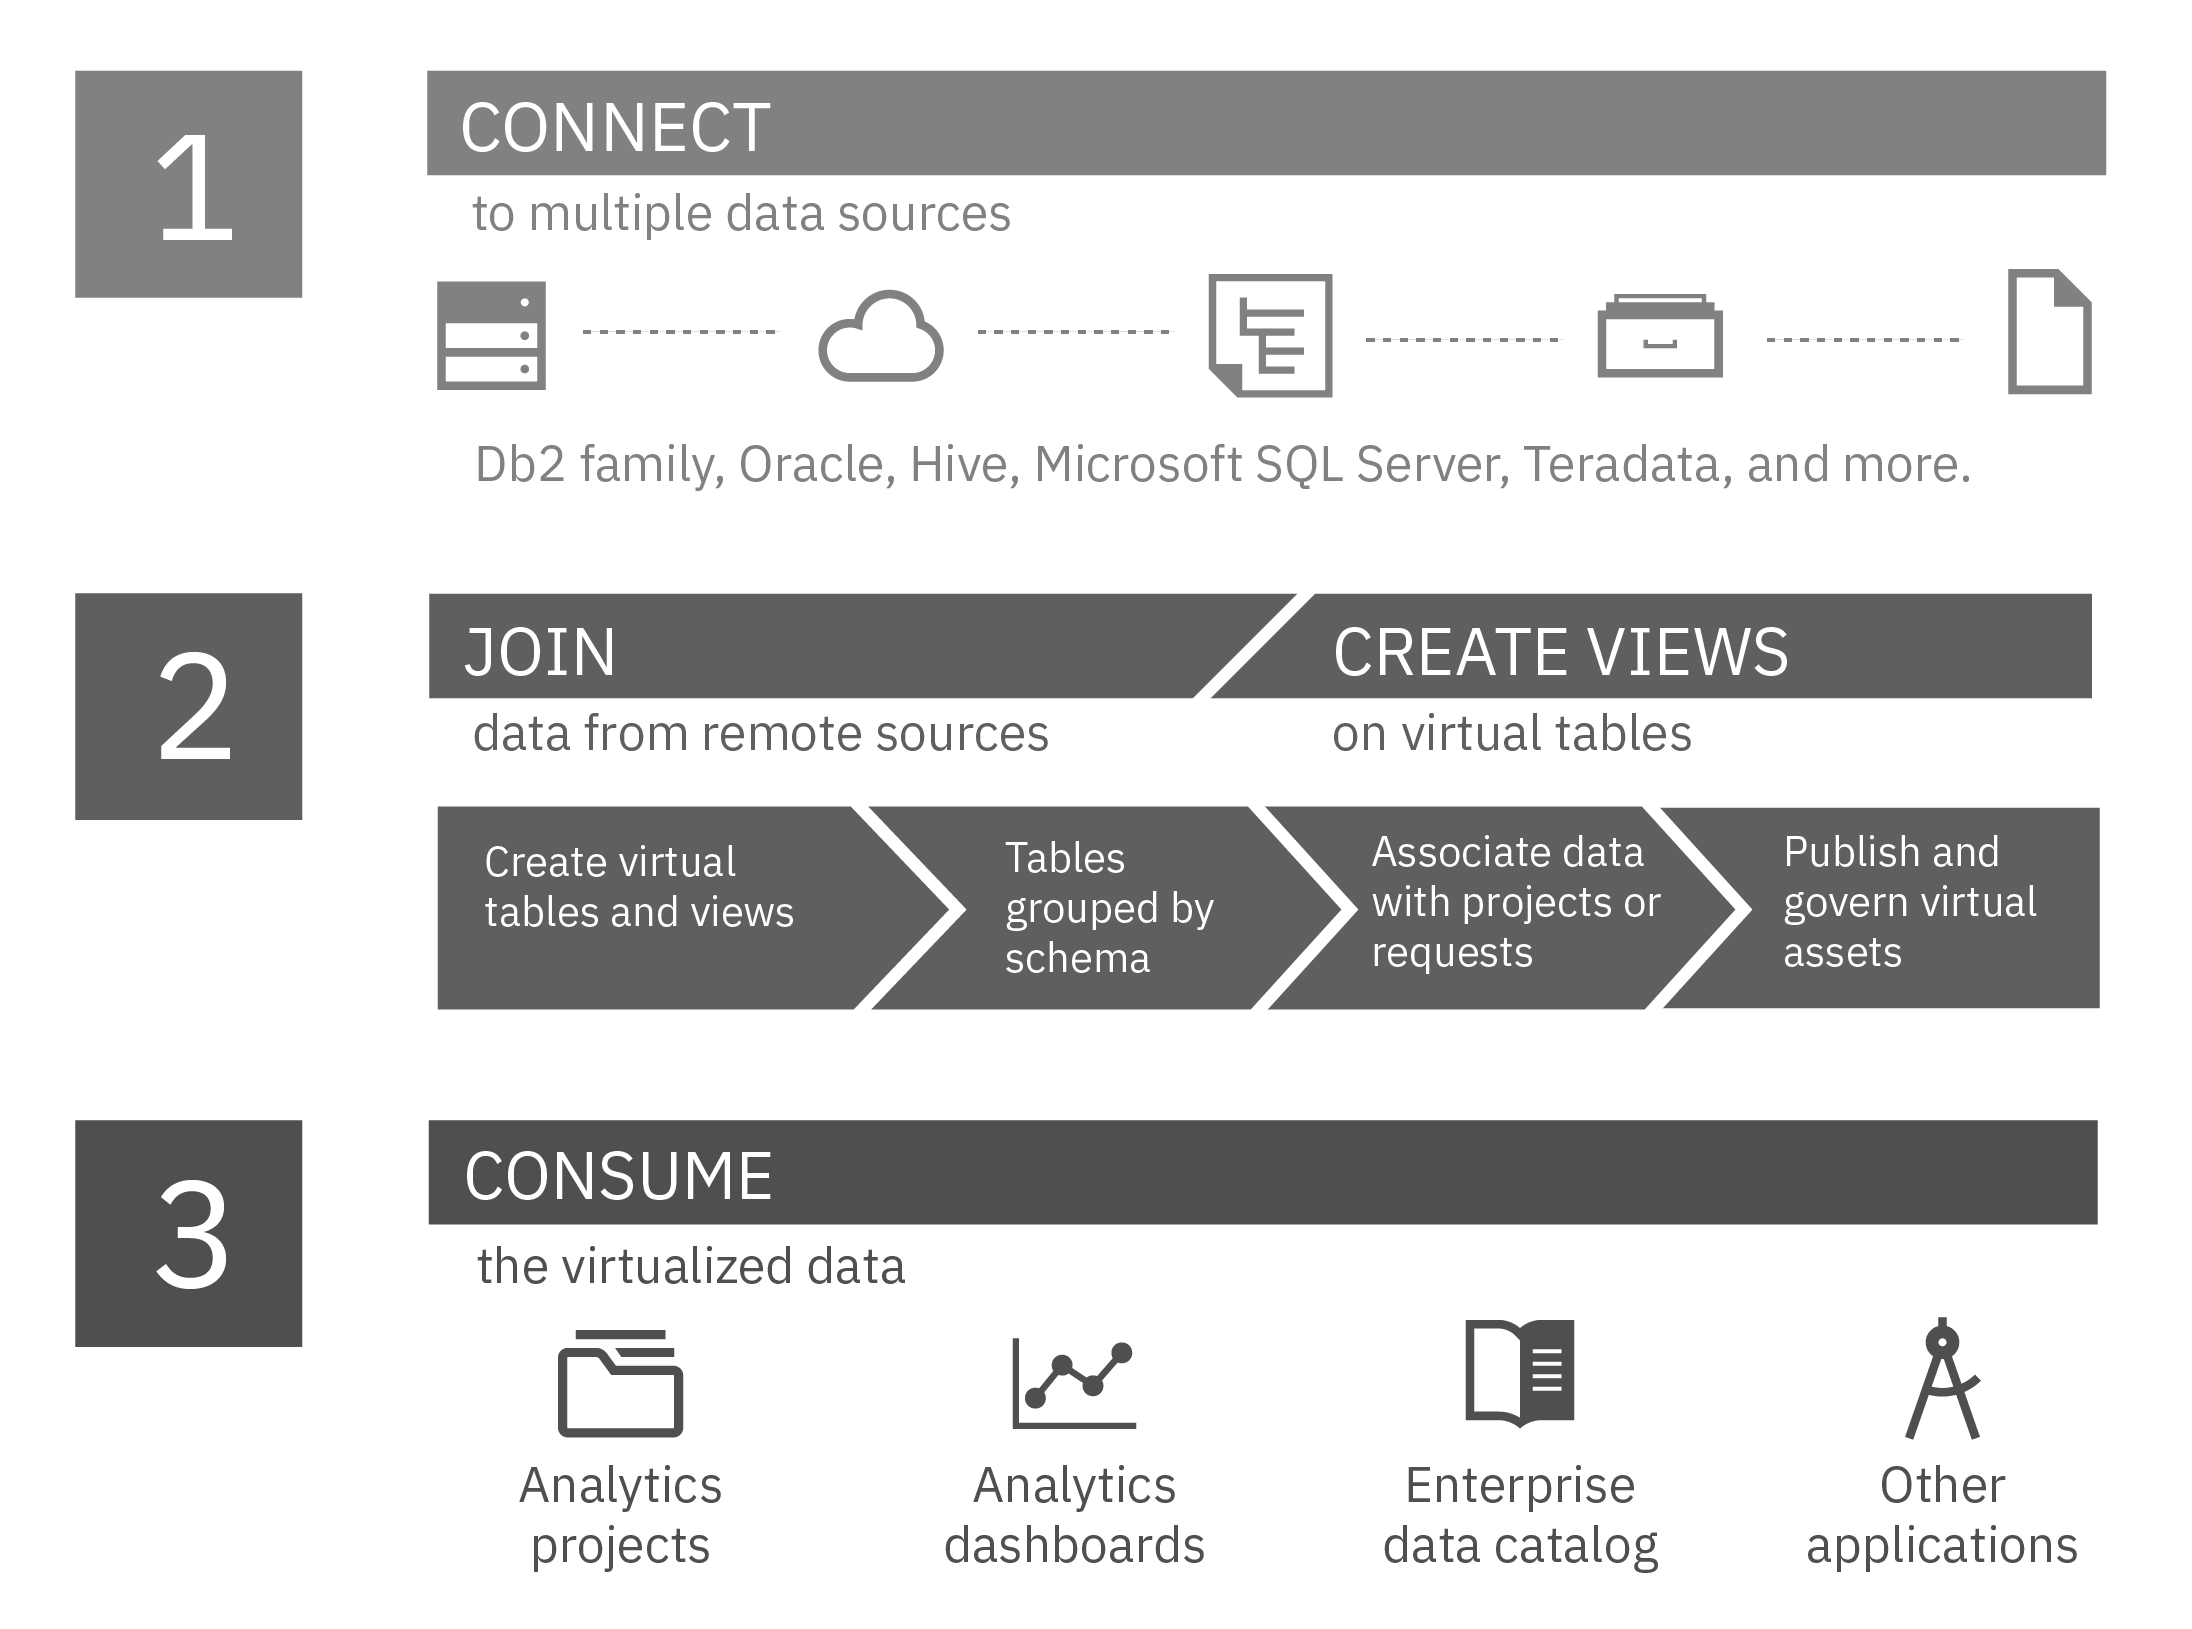 1
CONNECT
to multiple data sources
Db2 family, Oracle, Hive, Microsoft SQL Server, Teradata, and more.
2
JOIN
data from remote sources
CREATE VIEWS
on virtual tables
Create virtual
tables and views
Tables
grouped by
schema
Associate data
with projects or
requests
Publish and
govern virtual
assets
3
CONSUME
the virtualized data
Analytics
projects
Analytics
dashboards
Enterprise
data catalog
Other
applications